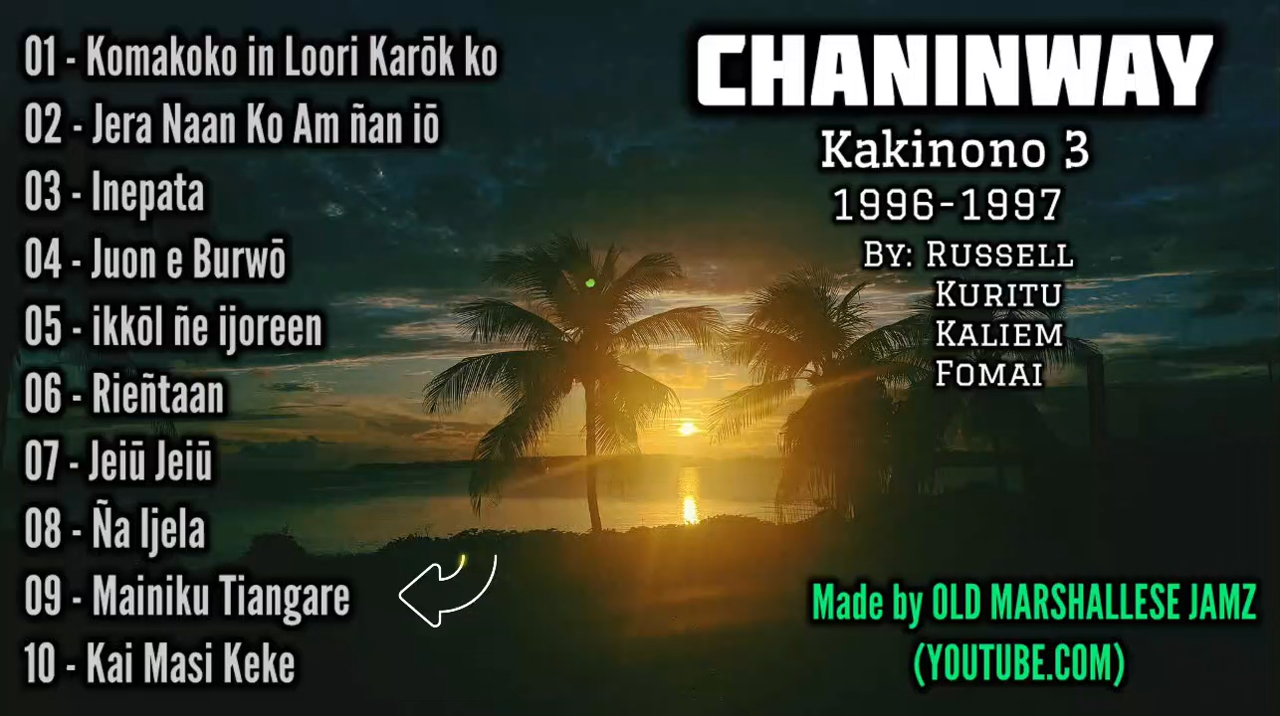 01 - Komakoko in Loori Karōk ko
02 - Jera Naan Ko Am ñan iō
03 - Inepata
04 - Juon e Burwō
05 - ikkōl ñe ijoreen
06 - Rieñtaan
07 - Jeiū Jeiū
08 - Ña Ijela
09 - Mainiku Tiangare
10 - Kai Masi Keke
CHANINWAY
Kakinono 3
1996-1997
By: Russell
Kuritu
Kaliem
Fomai
Made by OLD MARSHALLESE JAMZ
(YOUTUBE.COM)